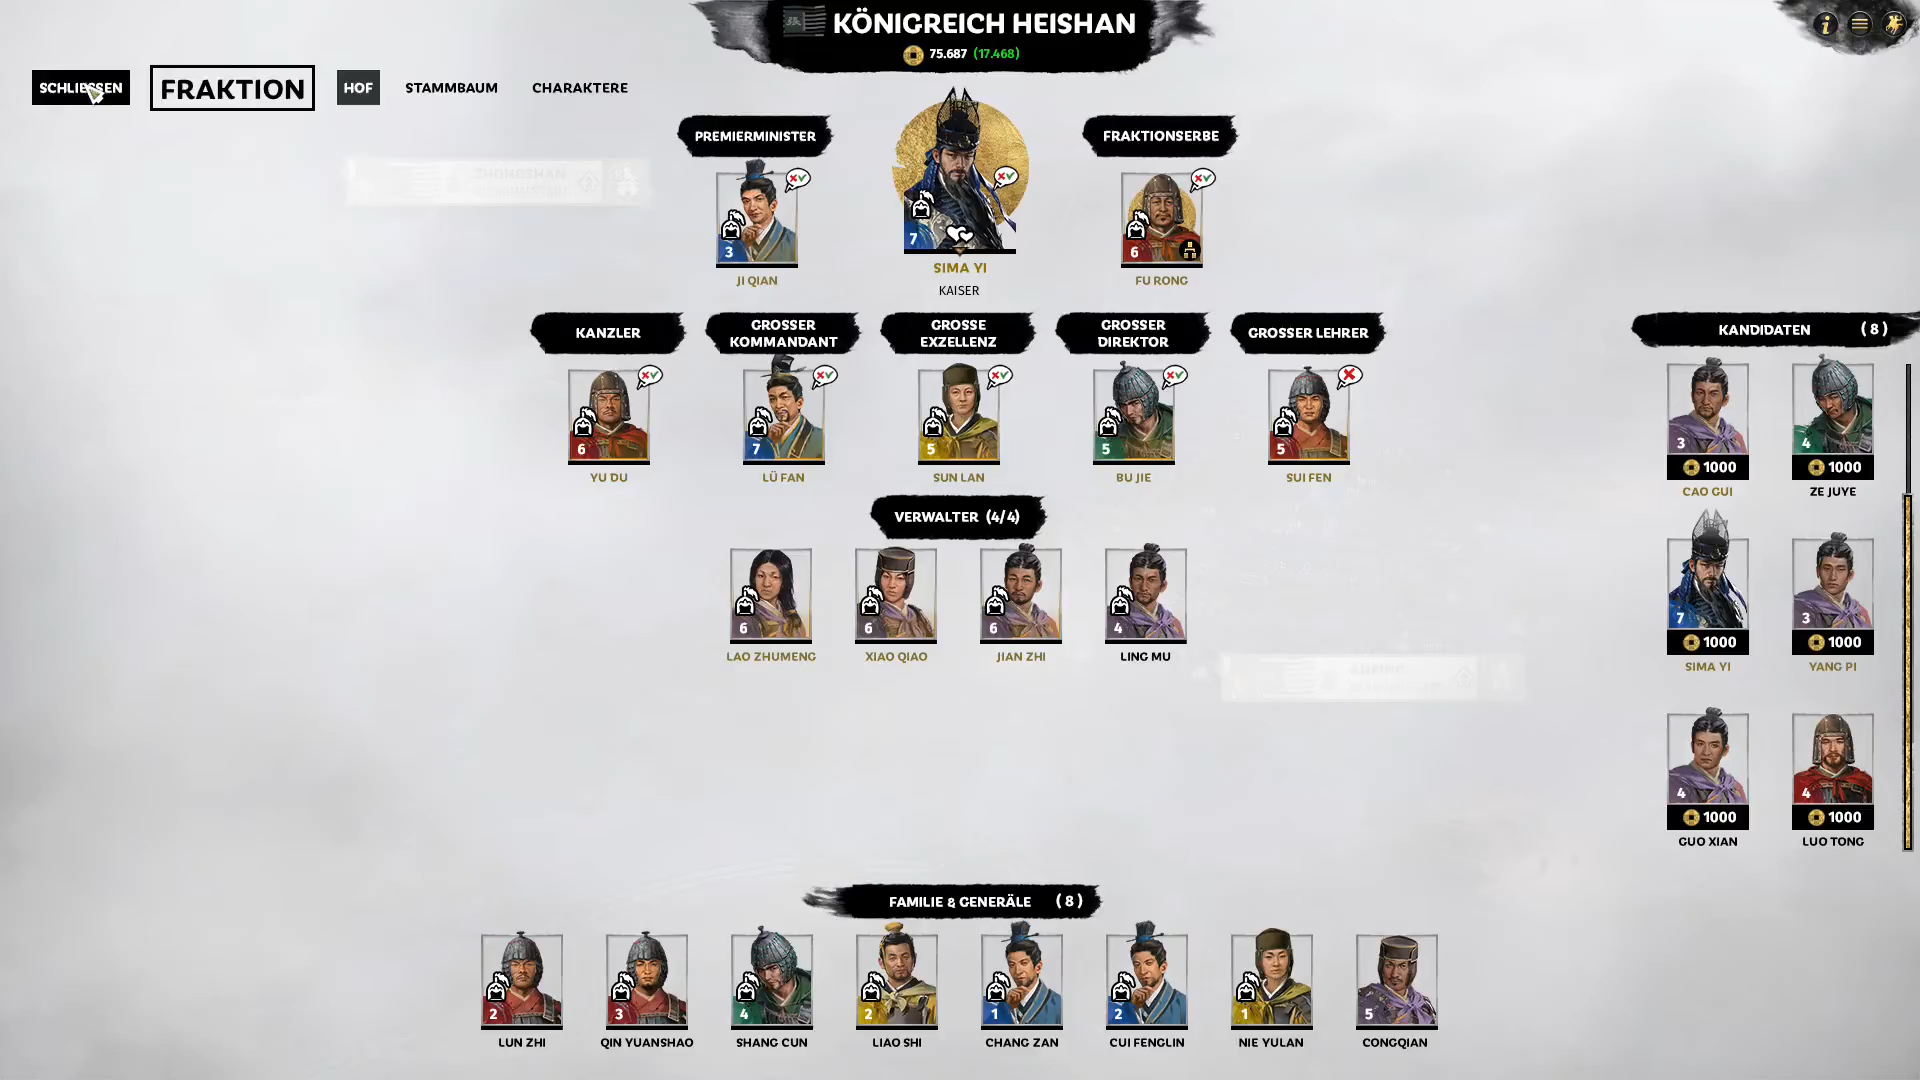 KÖNIGREICH HEISHAN
75.687 (17.468)
SCHLIESSEN
FRAKTION
HOF
STAMMBAUM
CHARAKTERE
PREMIERMINISTER
FRAKTIONSERBE
3
7
6
JI QIAN
SIMA YI
FU RONG
KAISER
KANZLER
GROSSER
KOMMANDANT
GROSSE
EXZELLENZ
GROSSER
DIREKTOR
GROSSER LEHRER
6
7
5
5
5
YU DU
LÜ FAN
SUN LAN
BU JIE
SUI FEN
VERWALTER (4/4)
6
6
6
4
LAO ZHUMENG
XIAO QIAO
JIAN ZHI
LING MU
KANDIDATEN (8)
3
4
1000
1000
CAO GUI
ZE JUYE
7
3
1000
1000
SIMA YI
YANG PI
4
4
1000
1000
GUO XIAN
LUO TONG
FAMILIE & GENERÄLE (8)
2
3
4
2
1
2
1
5
LUN ZHI
QIN YUANSHAO
SHANG CUN
LIAO SHI
CHANG ZAN
CUI FENGLIN
NIE YULAN
CONGQIAN